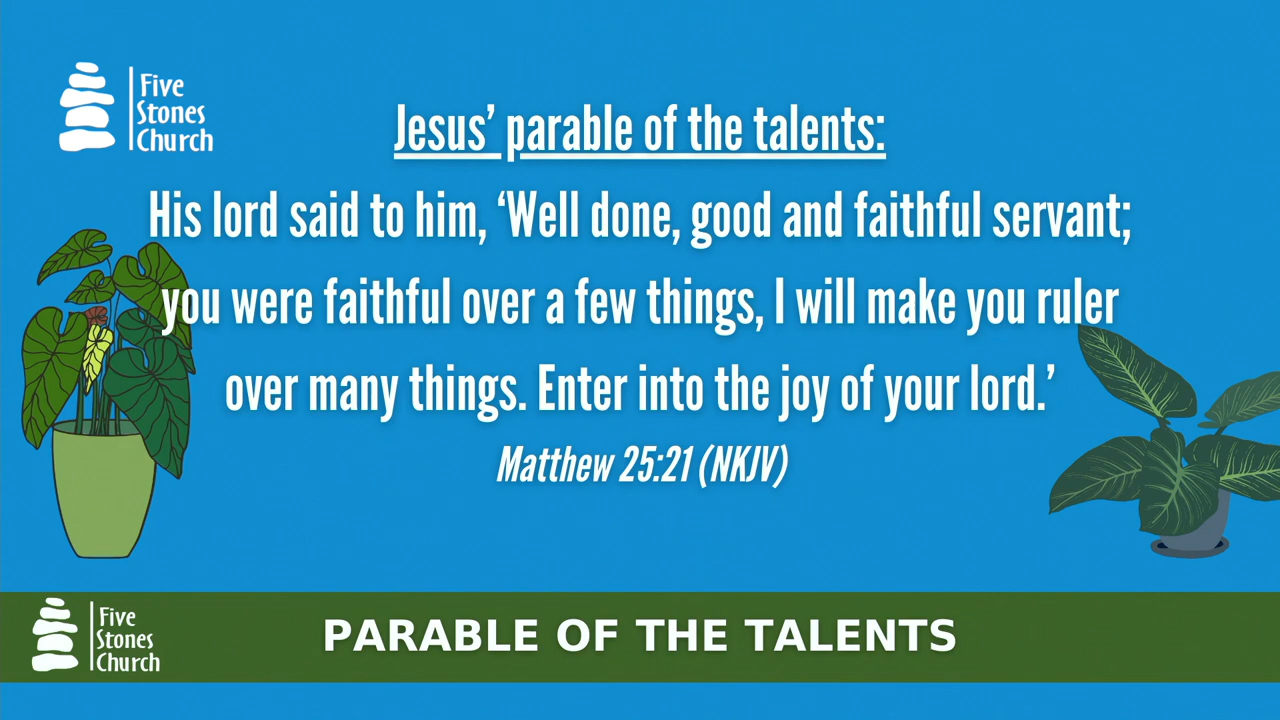 Five
Stones
Church
Jesus’ parable of the talents:
His lord said to him, ‘Well done, good and faithful servant;
you were faithful over a few things, I will make you ruler
over many things. Enter into the joy of your lord.’
Matthew 25:21 (NKJV)
Five
Stones
Church
PARABLE OF THE TALENTS